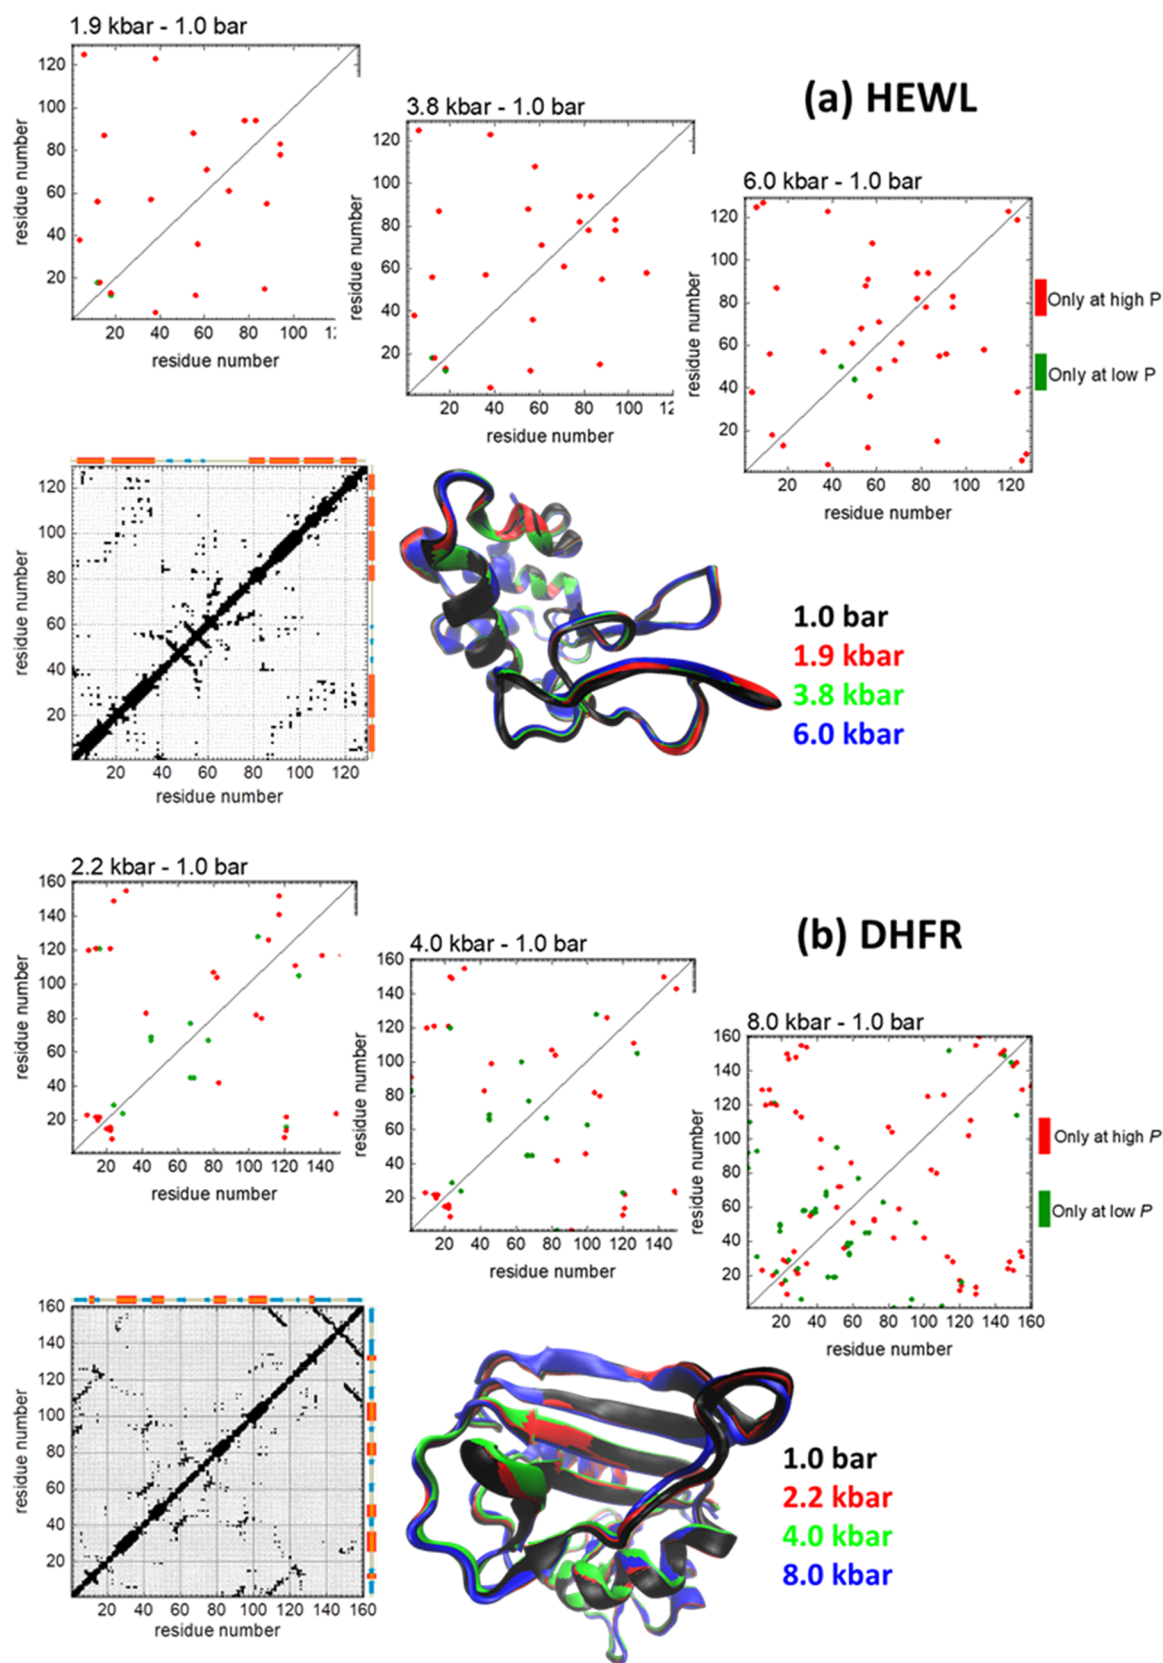 1.9 kbar - 1.0 bar
120
100
80
60
40
20
residue number
20 40 60 80 100 12
residue number
3.8 kbar - 1.0 bar
120
100
80
60
40
20
residue number
20 40 60 80 100 12
residue number
(a) HEWL
6.0 kbar - 1.0 bar
120
100
80
60
40
20
residue number
20 40 60 80 100 120
residue number
Only at high P
Only at low P
120
100
80
60
40
20
residue number
20 40 60 80 100 120
residue number
1.0 bar
1.9 kbar
3.8 kbar
6.0 kbar
2.2 kbar - 1.0 bar
160
140
120
100
80
60
40
20
residue number
20 40 60 80 100 120 140
residue number
4.0 kbar - 1.0 bar
160
140
120
100
80
60
40
20
residue number
20 40 60 80 100 120 140
residue number
(b) DHFR
8.0 kbar - 1.0 bar
160
140
120
100
80
60
40
20
residue number
20 40 60 80 100 120 140 160
residue number
Only at high P
Only at low P
160
140
120
100
80
60
40
20
residue number
20 40 60 80 100 120 140 160
residue number
1.0 bar
2.2 kbar
4.0 kbar
8.0 kbar